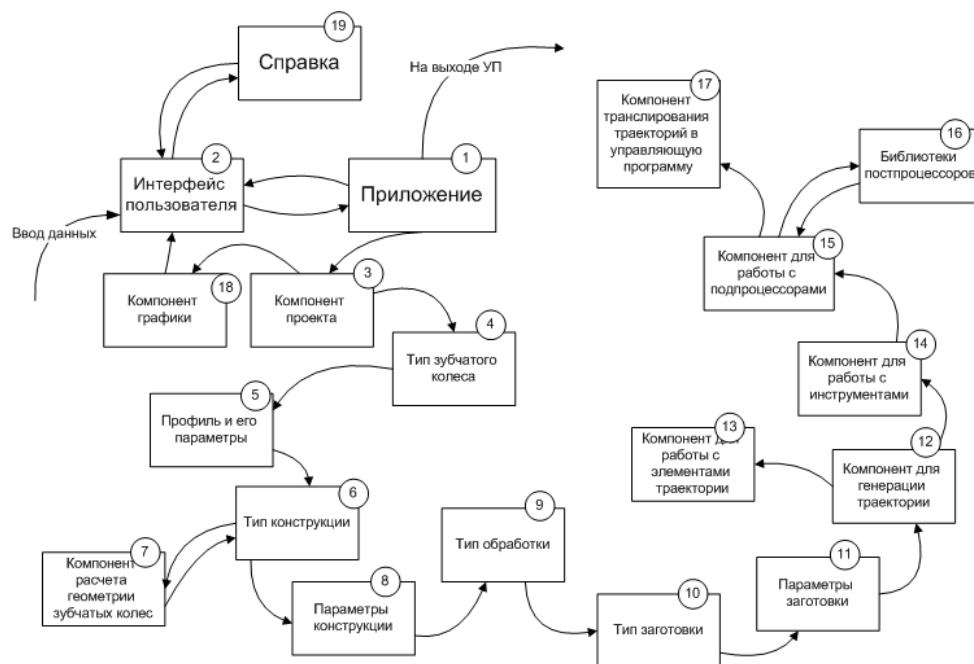 19
Справка
На выходе УП
17
Компонент
транслирования
траекторий в
управляющую
программу
16
Библиотеки
постпроцессоров
2
Интерфейс
пользователя
1
Приложение
Ввод данных
15
Компонент для
работы с
подпроцессорами
18
Компонент
графики
3
Компонент
проекта
4
Тип зубчатого
колеса
14
Компонент для
работы с
инструментами
5
Профиль и его
параметры
13
Компонент для
работы с
элементами
траектории
12
Компонент для
генерации
траектории
6
Тип конструкции
9
Тип обработки
7
Компонент
расчета
геометрии
зубчатых колес
8
Параметры
конструкции
11
Параметры
заготовки
10
Тип заготовки